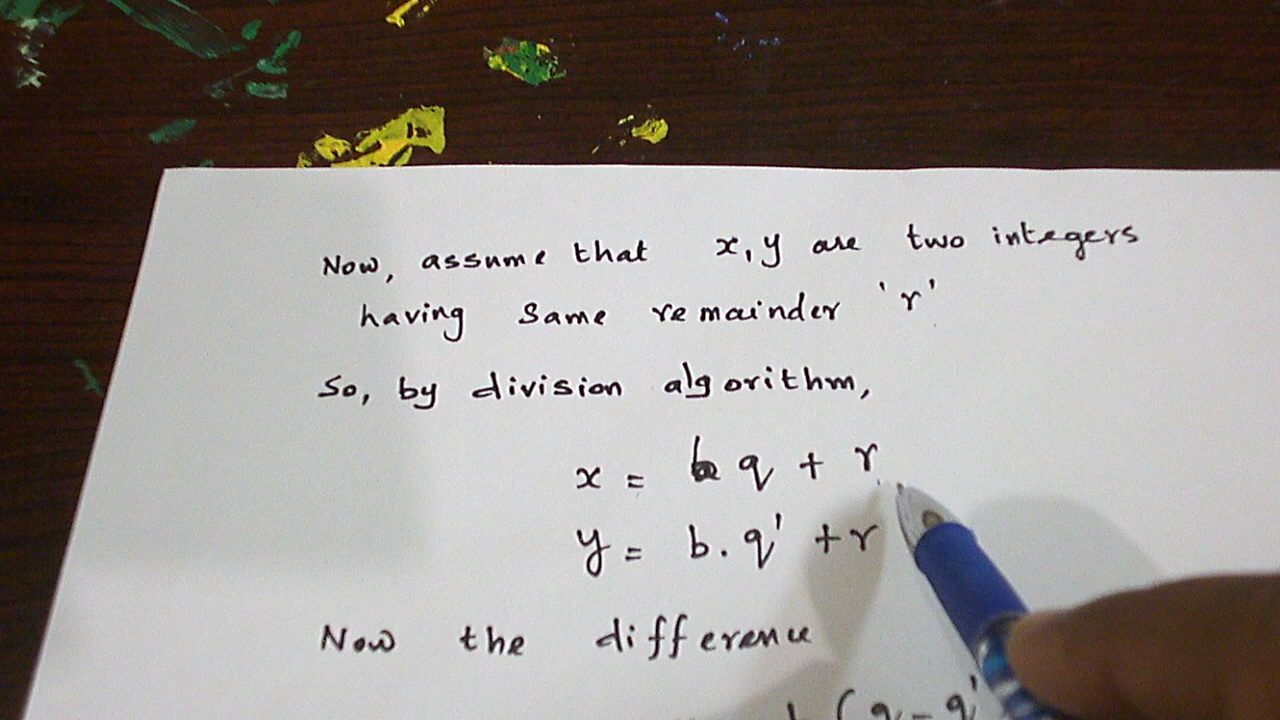 Now, assume that x, y are two integers
having same remainder 'r'
So, by division algorithm,
x = bq + r
y = b.q' + r
Now the difference
b(q - q'